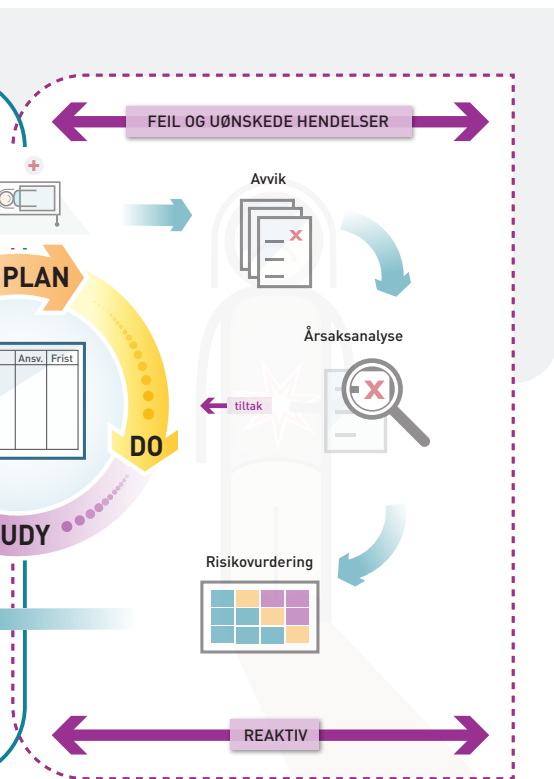 FEIL OG UØNSKEDE HENDELSER
Avvik
PLAN
Årsaksanalyse
Ansv. Frist
tiltak
DO
UDY
Risikovurdering
REAKTIV